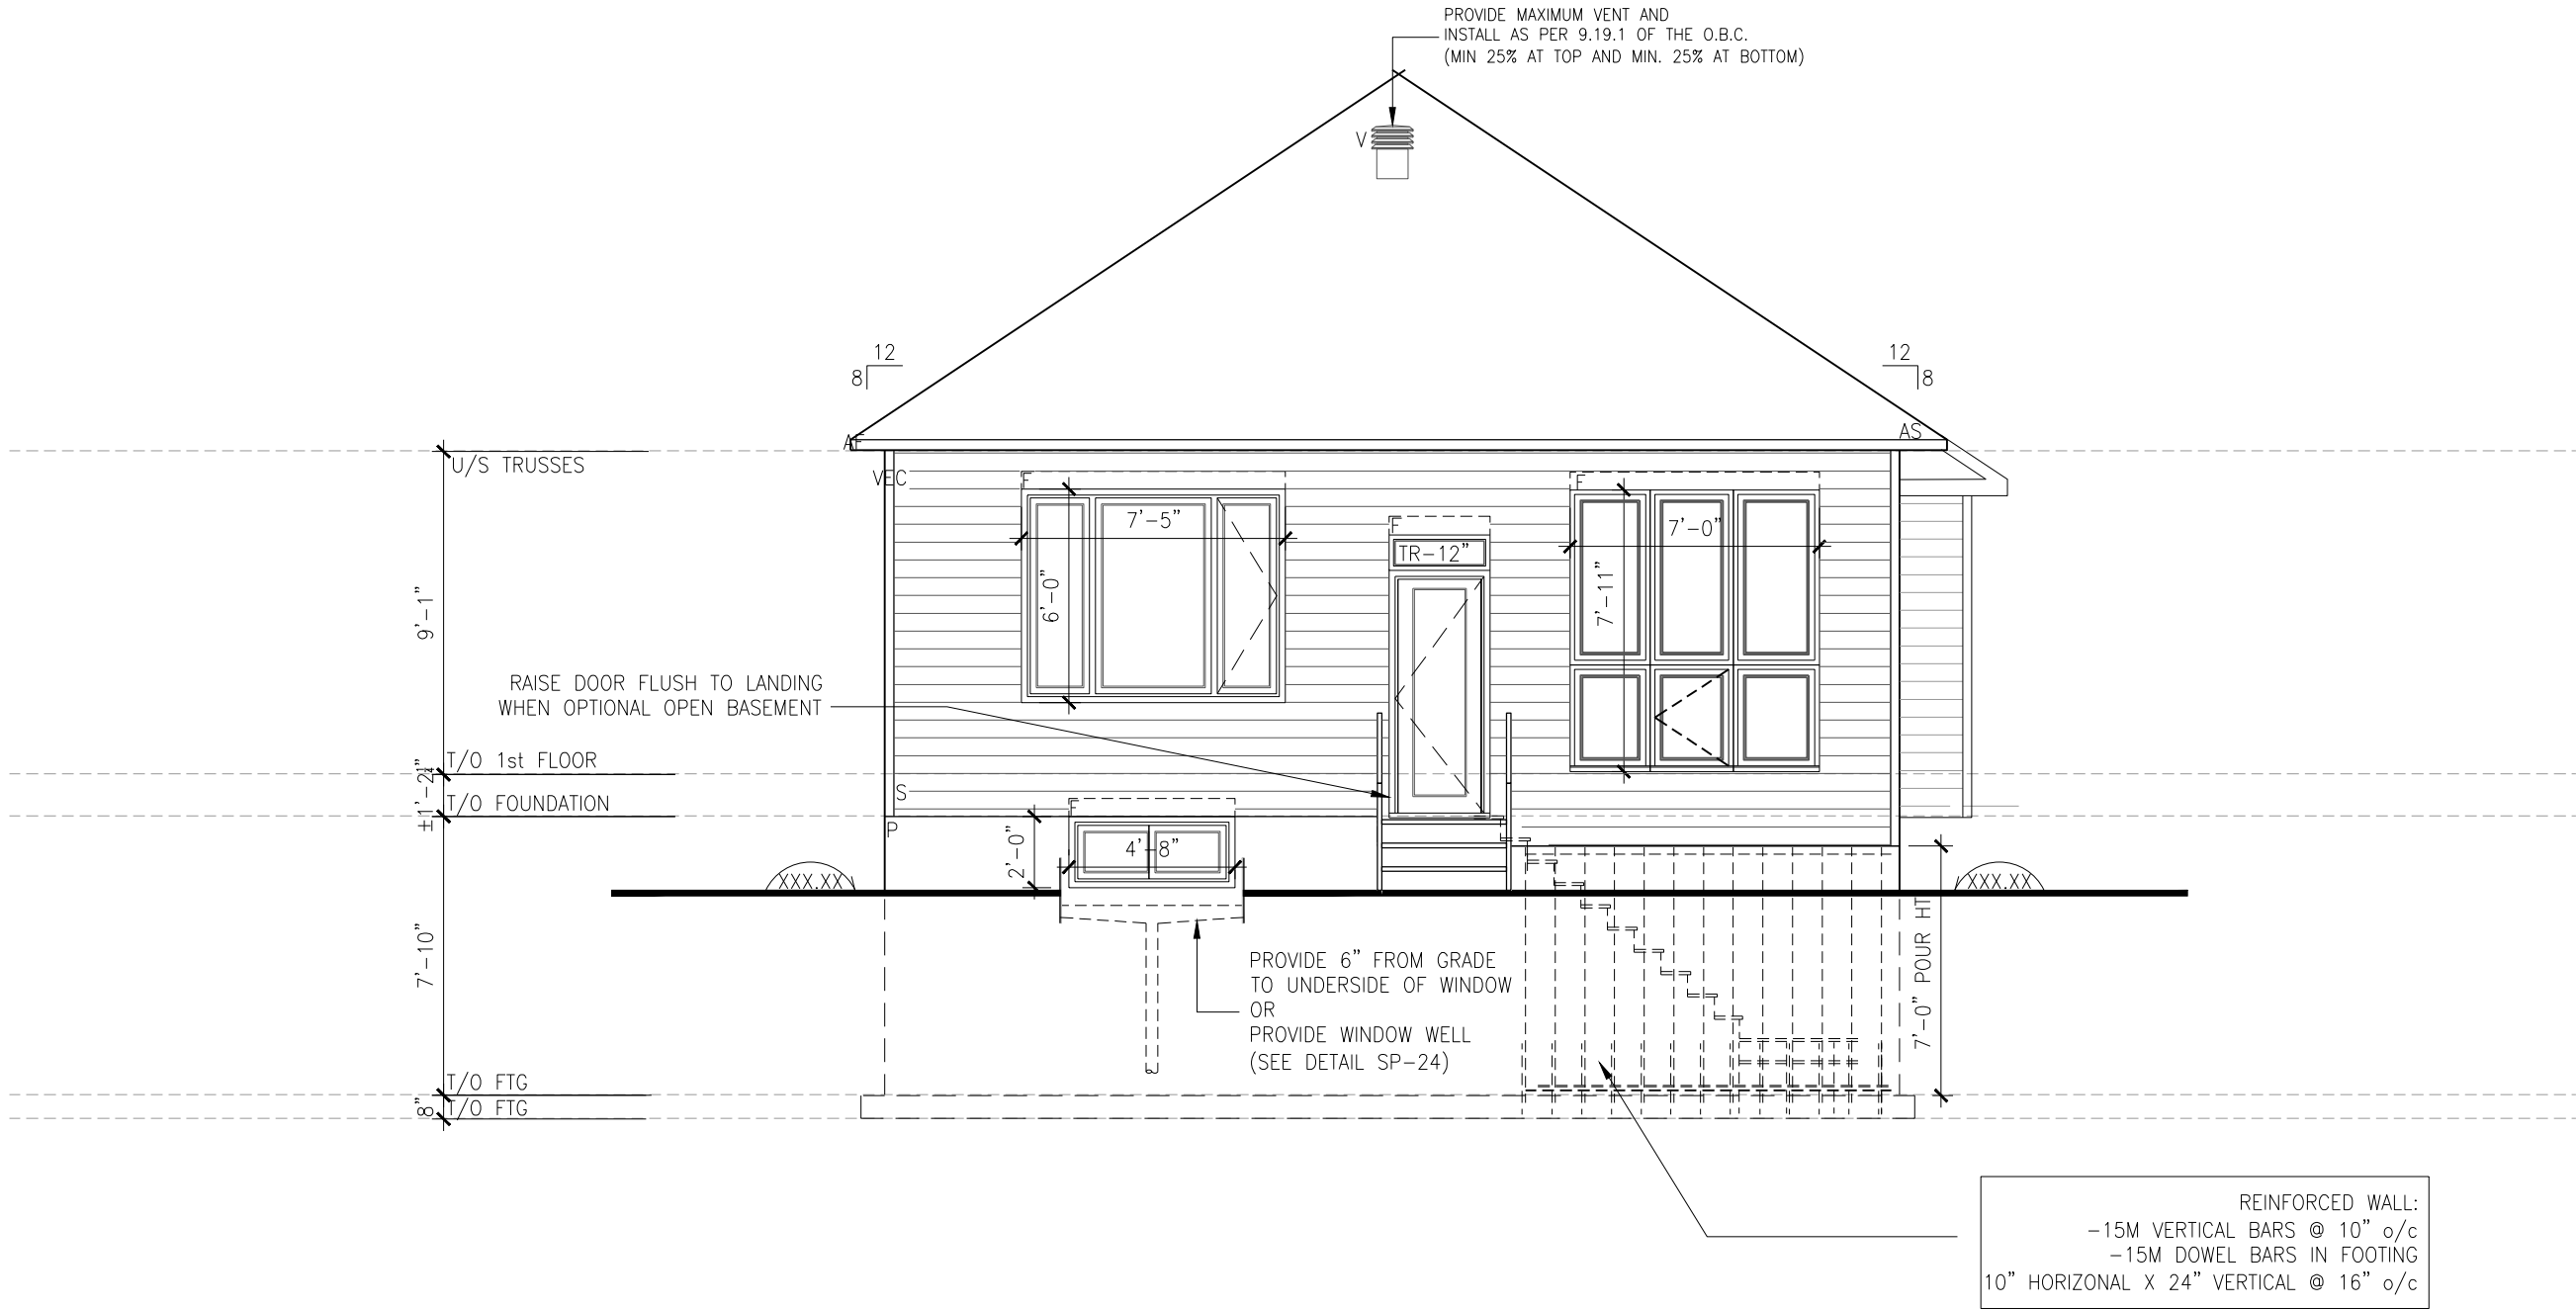 PROVIDE MAXIMUM VENT AND
INSTALL AS PER 9.19.1 OF THE O.B.C.
(MIN 25% AT TOP AND MIN. 25% AT BOTTOM)
V
12
8
12
8
AF
AS
U/S TRUSSES
VEC
F
F
F
7'-5"
7'-0"
TR-12"
6'-0"
7'-11"
9'-1"
RAISE DOOR FLUSH TO LANDING
WHEN OPTIONAL OPEN BASEMENT
T/O 1st FLOOR
S
T/O FOUNDATION
F
P
2'-0"
4'-8"
XXX.XX
XXX.XX
7'-10"
7'-0" POUR HT
PROVIDE 6" FROM GRADE
TO UNDERSIDE OF WINDOW
OR
PROVIDE WINDOW WELL
(SEE DETAIL SP-24)
T/O FTG
8"
T/O FTG
REINFORCED WALL:
-15M VERTICAL BARS @ 10" o/c
-15M DOWEL BARS IN FOOTING
10" HORIZONAL X 24" VERTICAL @ 16" o/c